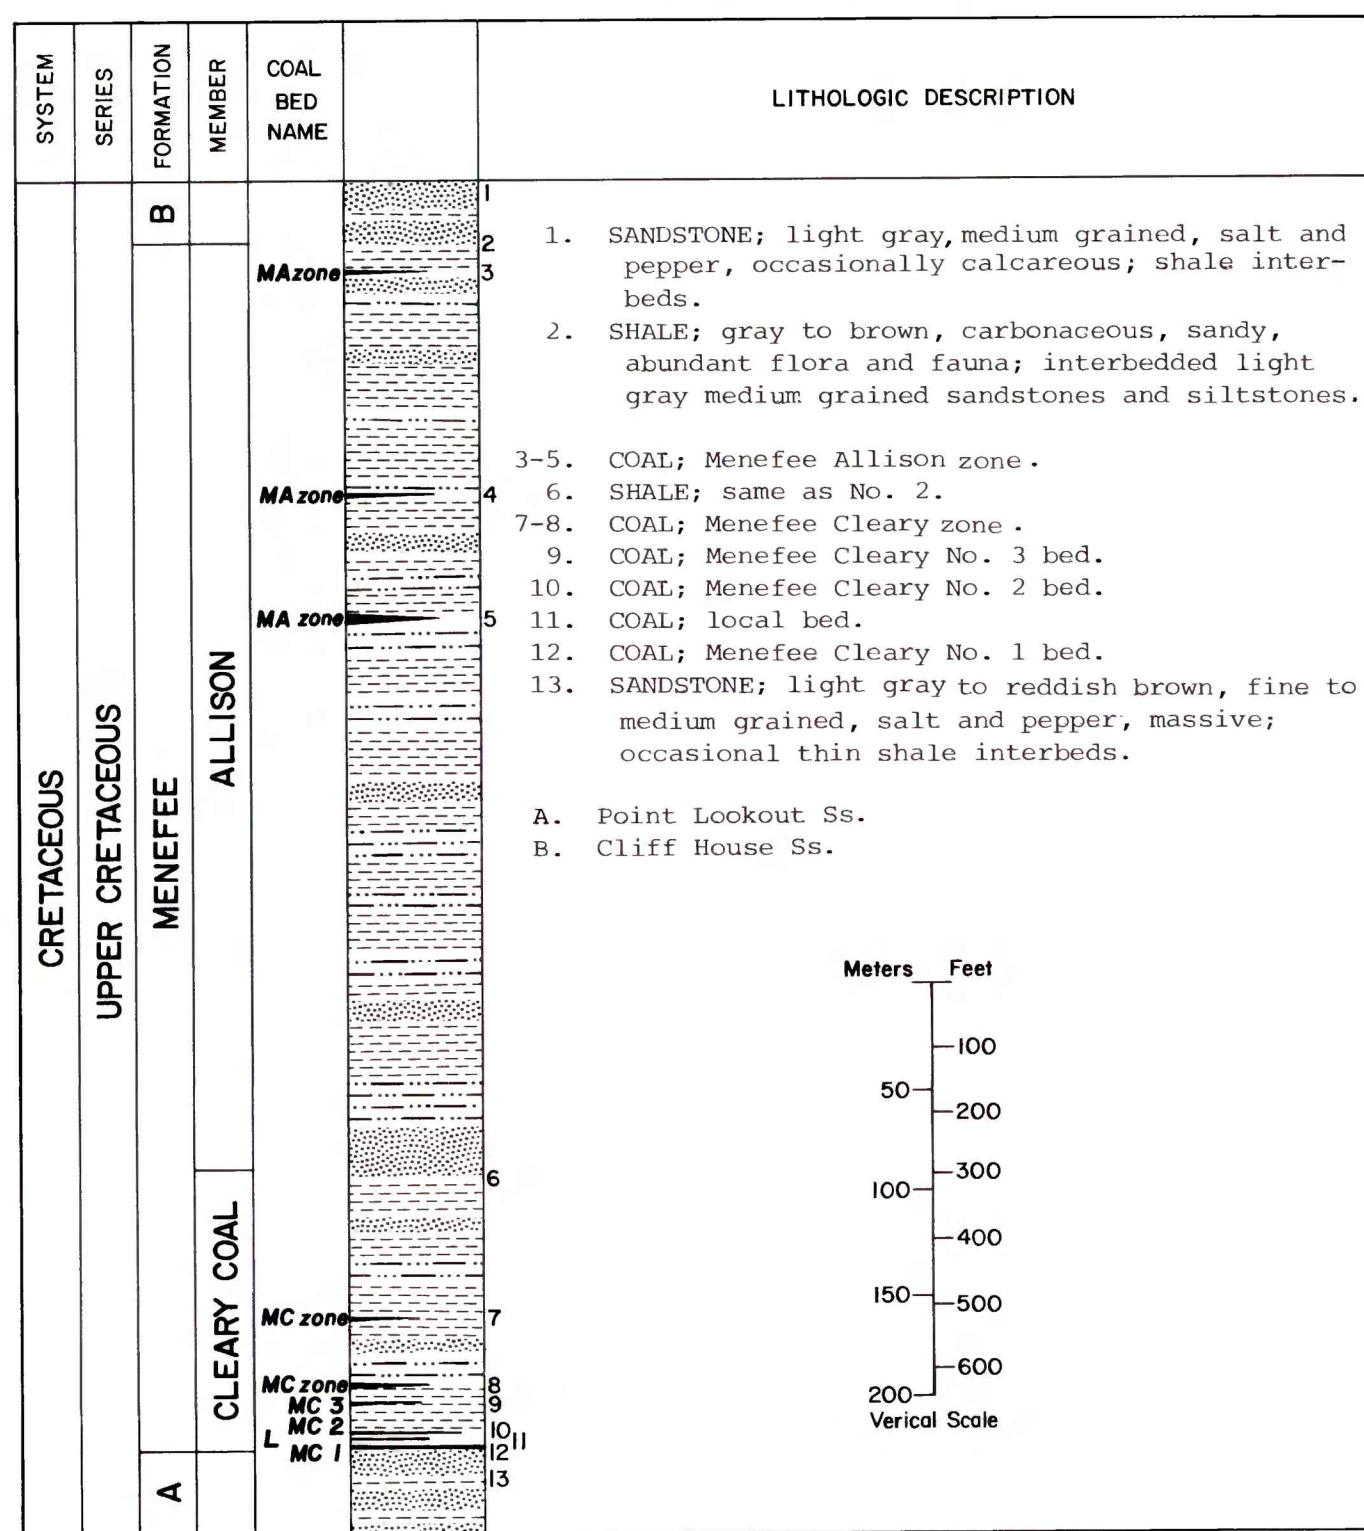 SYSTEM
SERIES
FORMATION
MEMBER
COAL
BED
NAME
LITHOLOGIC DESCRIPTION
CRETACEOUS
UPPER CRETACEOUS
B
MENEFEE
A
ALLISON
CLEARY COAL
MA zone
MA zone
MA zone
MC zone
MC zone
MC 3
MC 2
L
MC 1
1
2
3
4
5
6
7
8
9
10
11
12
13
1. SANDSTONE; light gray, medium grained, salt and
pepper, occasionally calcareous; shale inter-
beds.
2. SHALE; gray to brown, carbonaceous, sandy,
abundant flora and fauna; interbedded light
gray medium grained sandstones and siltstones.
3-5. COAL; Menefee Allison zone.
6. SHALE; same as No. 2.
7-8. COAL; Menefee Cleary zone.
9. COAL; Menefee Cleary No. 3 bed.
10. COAL; Menefee Cleary No. 2 bed.
11. COAL; local bed.
12. COAL; Menefee Cleary No. 1 bed.
13. SANDSTONE; light gray to reddish brown, fine to
medium grained, salt and pepper, massive;
occasional thin shale interbeds.
A. Point Lookout Ss.
B. Cliff House Ss.
Meters Feet
100
50
200
300
100
400
150
500
600
200
Verical Scale